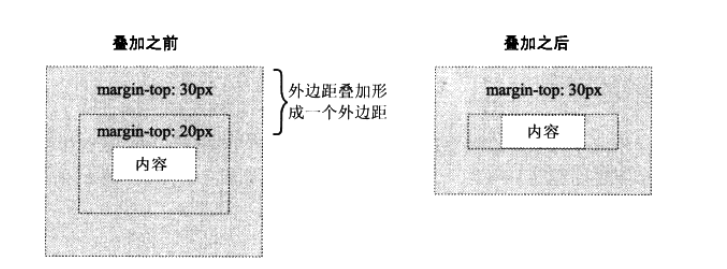 叠加之前
叠加之后
margin-top: 30px
margin-top: 20px
内容
外边距叠加形
成一个外边距
margin-top: 30px
内容